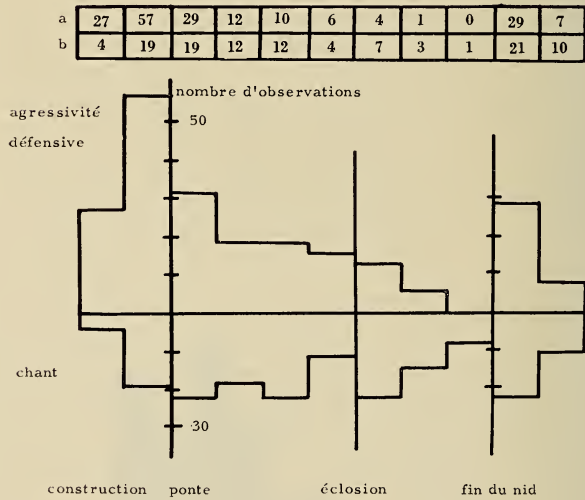 a 27 57 29 12 10 6 4 1 0 29 7
b 4 19 19 12 12 4 7 3 1 21 10
nombre d'observations
agressivité
défensive
50
chant
30
construction ponte éclosion fin du nid